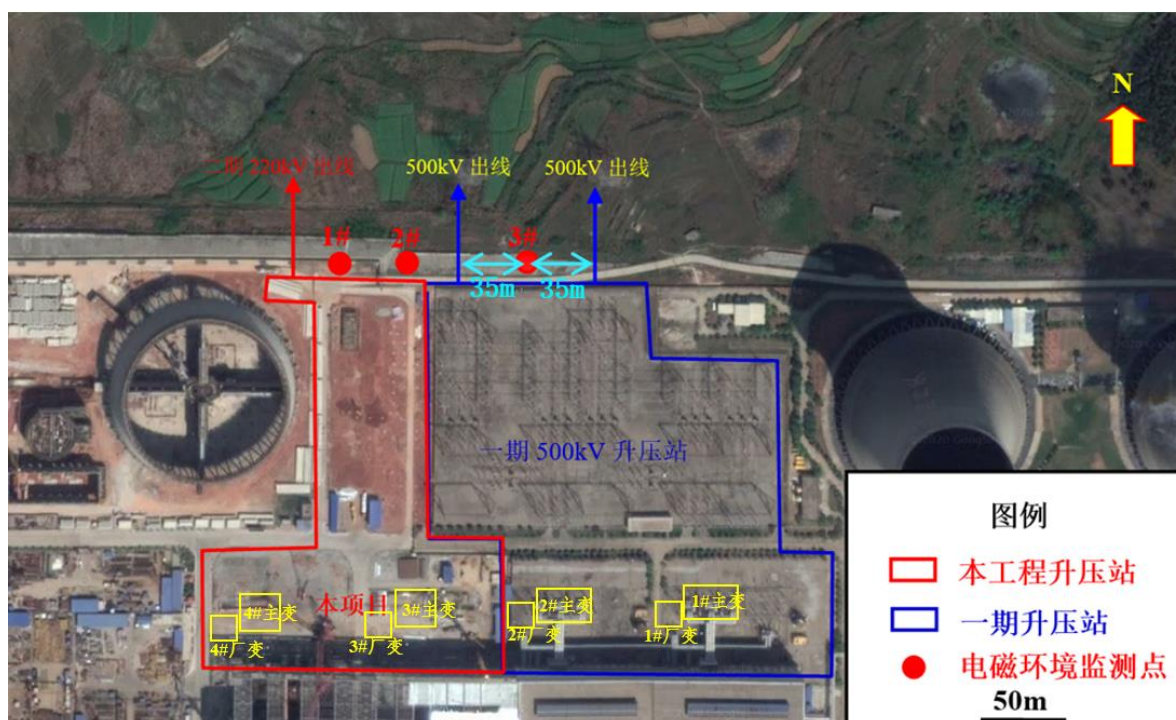 N
二期 220kV 出线
500kV 出线
500kV 出线
1#
2#
3#
35m
35m
一期 500kV 升压站
本项目
4#主变
4#厂变
3#主变
3#厂变
2#主变
2#厂变
1#主变
1#厂变
图例
本工程升压站
一期升压站
电磁环境监测点
50m